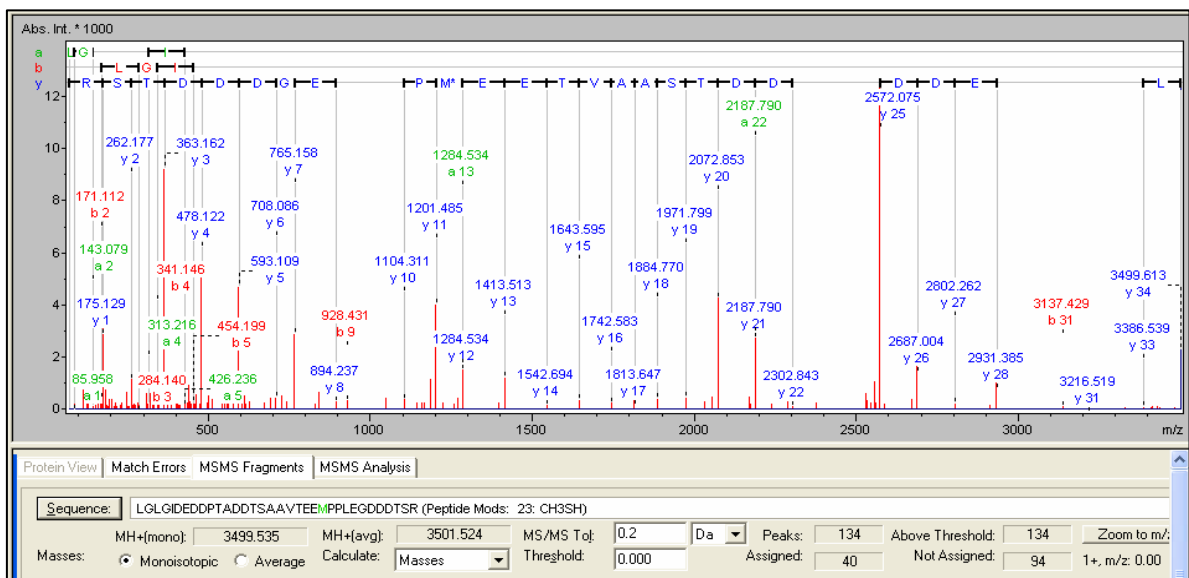 Abs. Int. * 1000
a L G I
b L G I
y R S T D D D G E P M* E E T V A A S T D D D D E L
12
10
8
6
4
2
0
2572.075
y 25
2187.790
a 22
262.177
y 2
363.162
y 3
765.158
y 7
1284.534
a 13
2072.853
y 20
171.112
b 2
478.122
y 4
708.086
y 6
1201.485
y 11
1643.595
y 15
1971.799
y 19
143.079
a 2
341.146
b 4
593.109
y 5
1104.311
y 10
1413.513
y 13
1884.770
y 18
3499.613
y 34
175.129
y 1
313.216
a 4
454.199
b 5
928.431
b 9
1284.534
y 12
1742.583
y 16
2187.790
y 21
2802.262
y 27
3137.429
b 31
3386.539
y 33
85.958
a 1
284.140
b 3
426.236
a 5
894.237
y 8
1542.694
y 14
1813.647
y 17
2302.843
y 22
2687.004
y 26
2931.385
y 28
3216.519
y 31
500 1000 1500 2000 2500 3000 m/z
Protein View Match Errors MSMS Fragments MSMS Analysis
Sequence: LGLGIDEDDPTADDTSAAVTEEMPPLEGDDDTSR (Peptide Mods: 23: CH3SH)
MH+(mono): 3499.535 MH+(avg): 3501.524 MS/MS Tol: 0.2 Da Peaks: 134 Above Threshold: 134 Zoom to m/z
Masses: Monoisotopic Average Calculate: Masses Threshold: 0.000 Assigned: 40 Not Assigned: 94 1+, m/z: 0.00